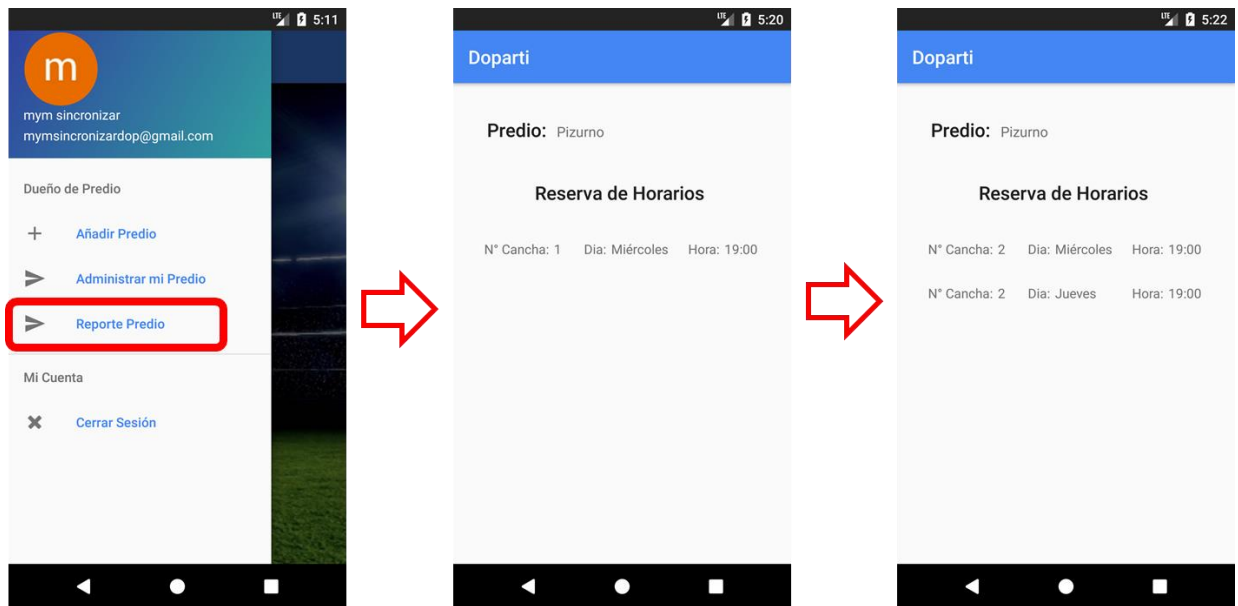 LTE 5:11
m
mym sincronizar
mymsincronizardop@gmail.com
Dueño de Predio
Añadir Predio
Administrar mi Predio
Reporte Predio
Mi Cuenta
Cerrar Sesión
LTE 5:20
Doparti
Predio: Pizurno
Reserva de Horarios
N° Cancha: 1 Dia: Miércoles Hora: 19:00
LTE 5:22
Doparti
Predio: Pizurno
Reserva de Horarios
N° Cancha: 2 Dia: Miércoles Hora: 19:00
N° Cancha: 2 Dia: Jueves Hora: 19:00